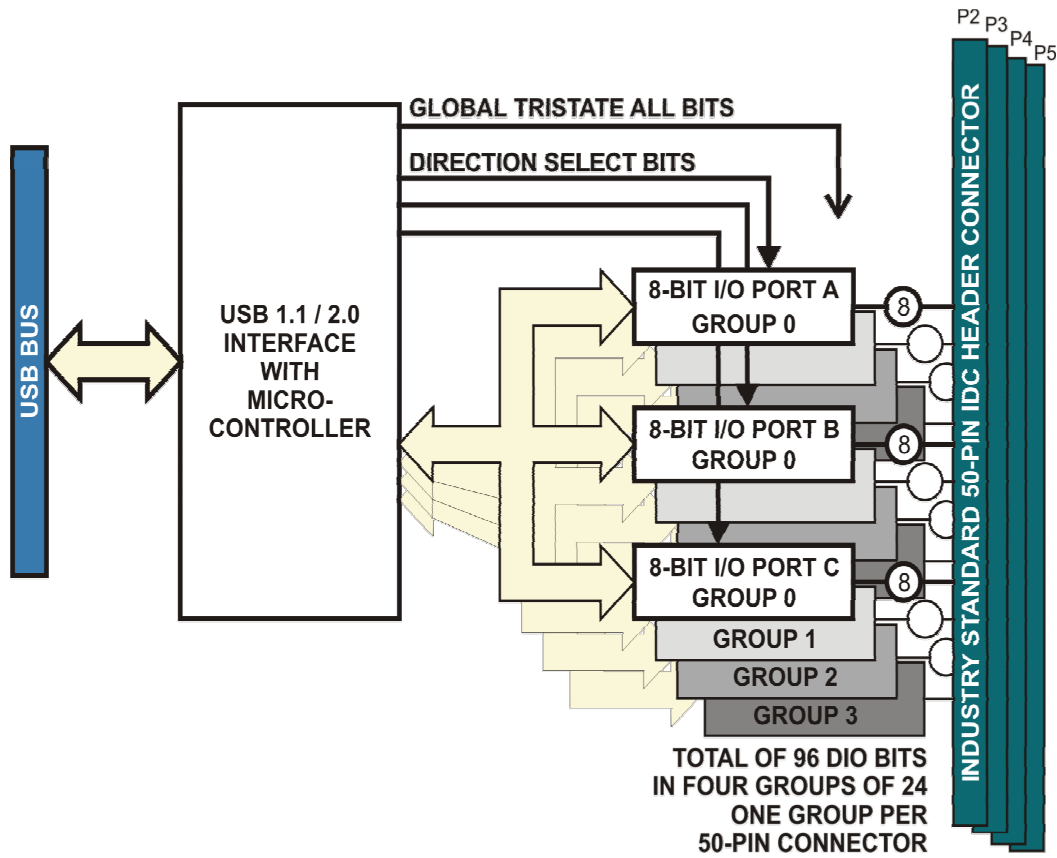 P2
P3
P4
P5
GLOBAL TRISTATE ALL BITS
DIRECTION SELECT BITS
USB BUS
USB 1.1 / 2.0
INTERFACE
WITH
MICRO-
CONTROLLER
8-BIT I/O PORT A
GROUP 0
8
8-BIT I/O PORT B
GROUP 0
8
8-BIT I/O PORT C
GROUP 0
8
GROUP 1
GROUP 2
GROUP 3
INDUSTRY STANDARD 50-PIN IDC HEADER CONNECTOR
TOTAL OF 96 DIO BITS
IN FOUR GROUPS OF 24
ONE GROUP PER
50-PIN CONNECTOR